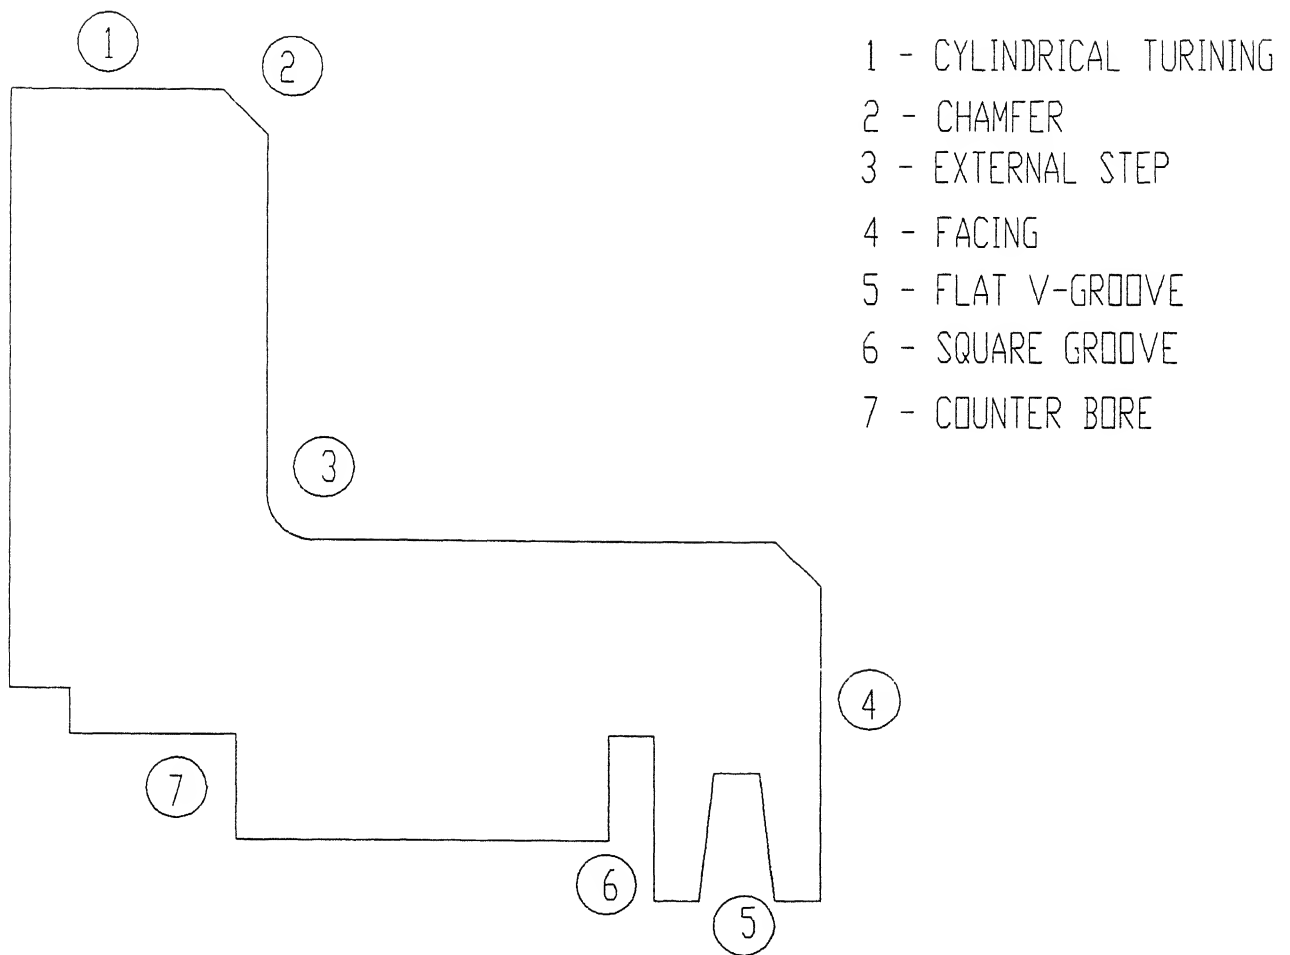 1
2
1 - CYLINDRICAL TURINING
2 - CHAMFER
3 - EXTERNAL STEP
4 - FACING
5 - FLAT V-GROOVE
6 - SQUARE GROOVE
7 - COUNTER BORE
3
4
7
6
5